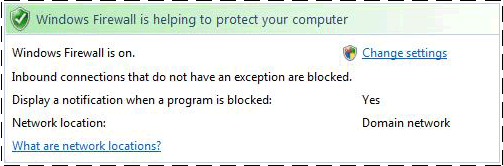 Windows Firewall is helping to protect your computer
Windows Firewall is on. Change settings
Inbound connections that do not have an exception are blocked.
Display a notification when a program is blocked: Yes
Network location: Domain network
What are network locations?